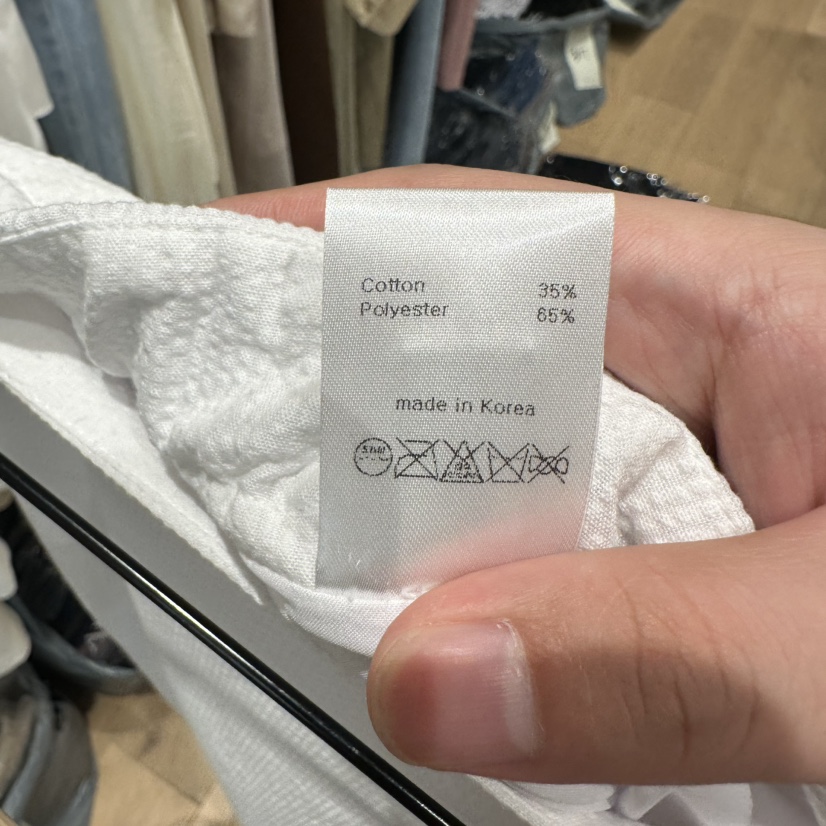 Cotton 35%
Polyester 65%
made in Korea